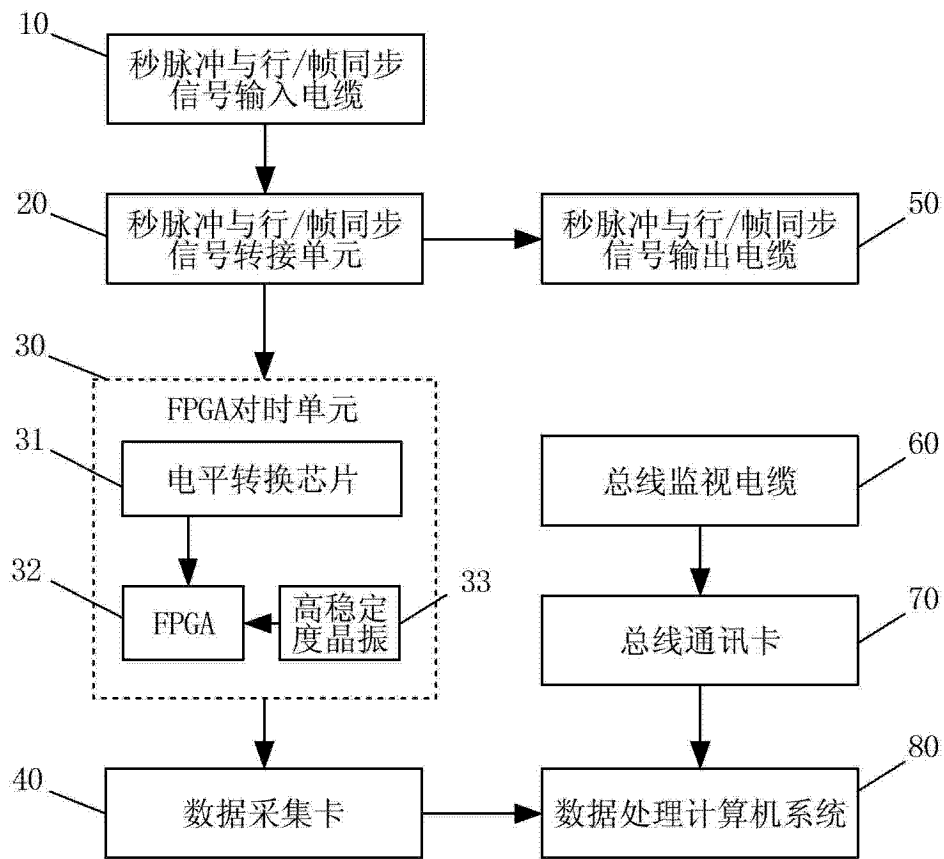 10
秒脉冲与行/帧同步
信号输入电缆
20
秒脉冲与行/帧同步
信号转接单元
秒脉冲与行/帧同步
信号输出电缆
50
30
FPGA对时单元
31
电平转换芯片
32
FPGA
高稳定
度晶振
33
总线监视电缆
60
总线通讯卡
70
40
数据采集卡
数据处理计算机系统
80